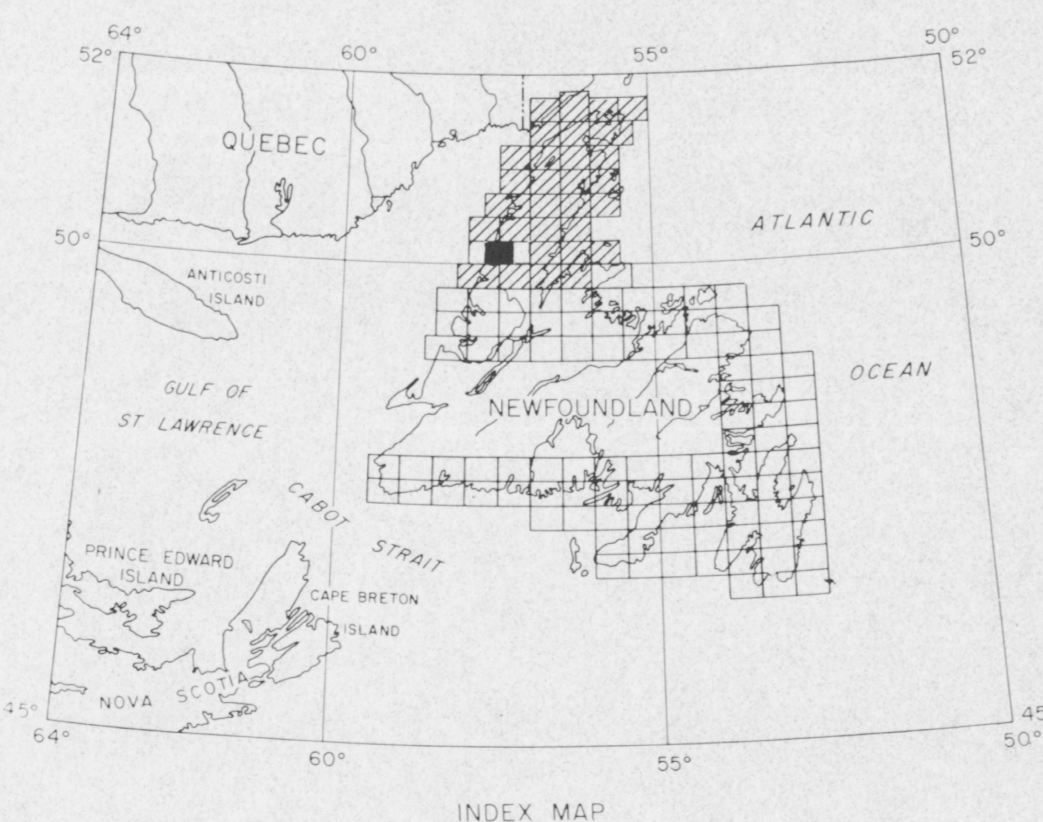 64°
52°
60°
55°
50°
52°
QUEBEC
ATLANTIC
50°
50°
ANTICOSTI
ISLAND
OCEAN
GULF OF
ST LAWRENCE
NEWFOUNDLAND
CABOT
STRAIT
PRINCE EDWARD
ISLAND
CAPE BRETON
ISLAND
NOVA SCOTIA
45°
64°
60°
55°
45
50°
INDEX MAP